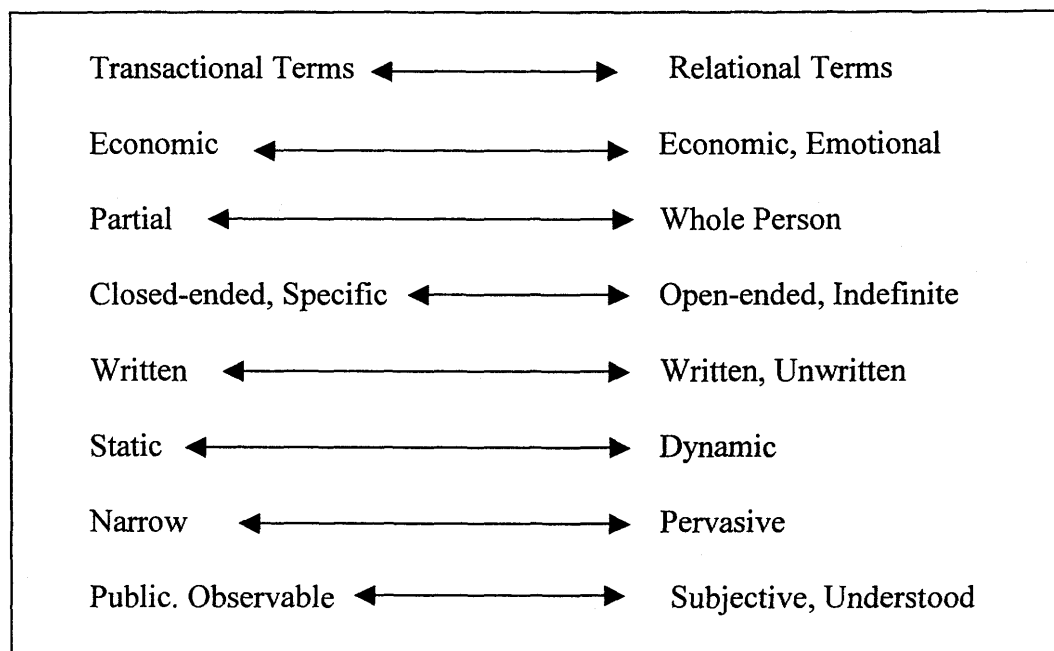 Transactional Terms Relational Terms
Economic Economic, Emotional
Partial Whole Person
Closed-ended, Specific Open-ended, Indefinite
Written Written, Unwritten
Static Dynamic
Narrow Pervasive
Public. Observable Subjective, Understood